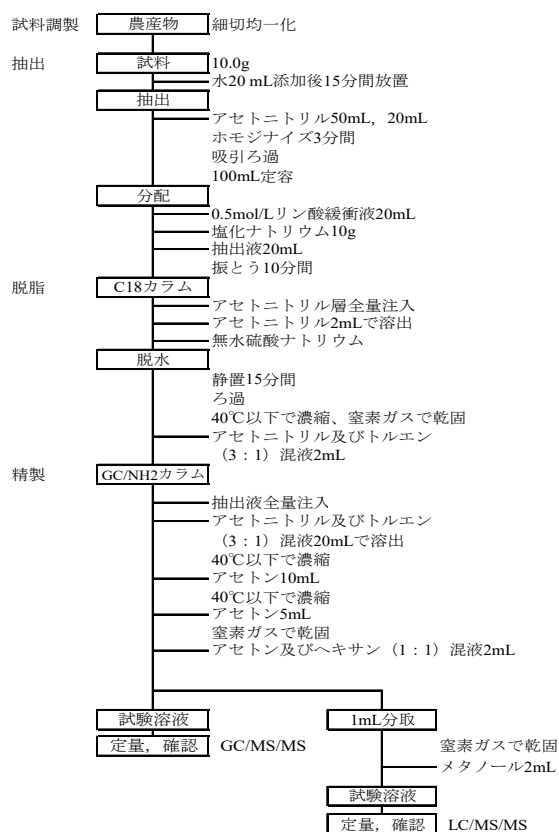 試料調製 農産物 細切均一化
抽出 試料 10.0g
水20 mL添加後15分間放置
抽出
アセトニトリル50mL，20mL
ホモジナイズ3分間
吸引ろ過
100mL定容
分配
0.5mol/Lリン酸緩衝液20mL
塩化ナトリウム10g
抽出液20mL
振とう10分間
脱脂 C18カラム
アセトニトリル層全量注入
アセトニトリル2mLで溶出
無水硫酸ナトリウム
脱水
静置15分間
ろ過
40℃以下で濃縮、窒素ガスで乾固
アセトニトリル及びトルエン
（3：1）混液2mL
精製 GC/NH2カラム
抽出液全量注入
アセトニトリル及びトルエン
（3：1）混液20mLで溶出
40℃以下で濃縮
アセトン10mL
40℃以下で濃縮
アセトン5mL
窒素ガスで乾固
アセトン及びヘキサン（1：1）混液2mL
試験溶液 1mL分取
定量，確認 GC/MS/MS
窒素ガスで乾固
メタノール2mL
試験溶液
定量，確認 LC/MS/MS